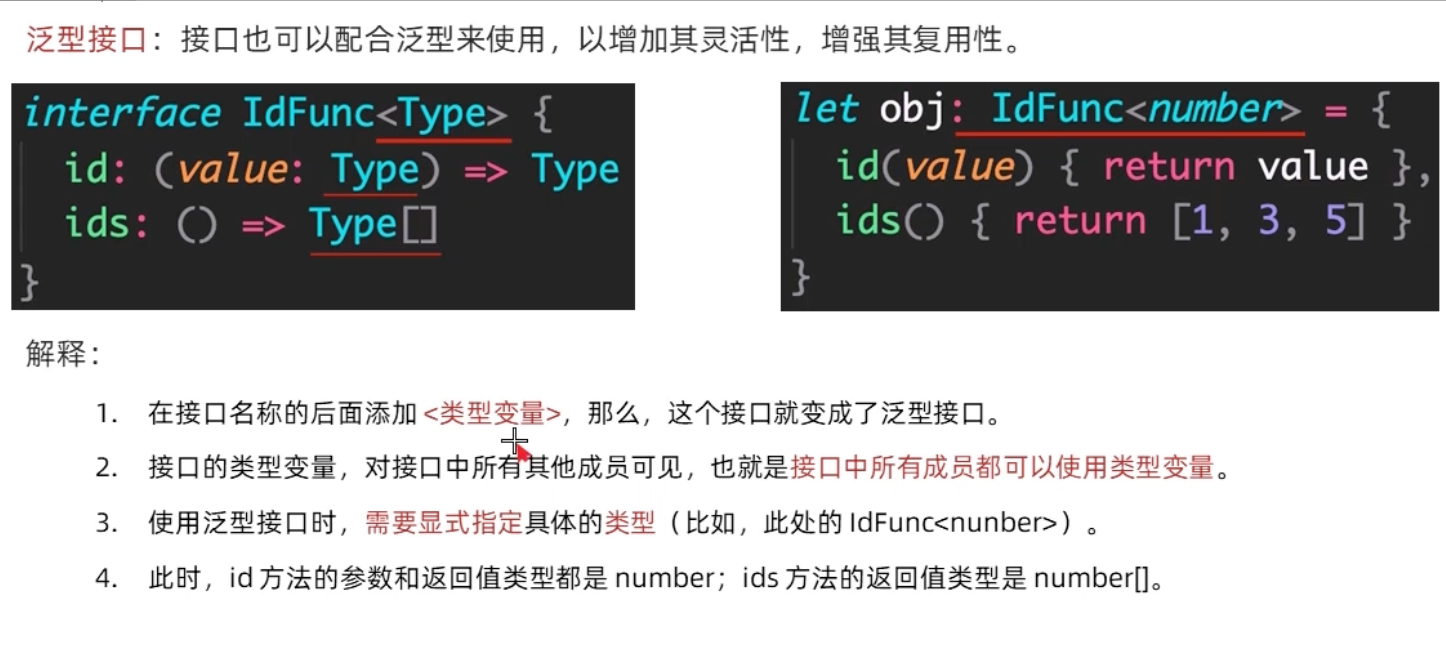 泛型接口：接口也可以配合泛型来使用，以增加其灵活性，增强其复用性。
interface IdFunc<Type> {
id: (value: Type) => Type
ids: () => Type[]
}
let obj: IdFunc<number> = {
id(value) { return value },
ids() { return [1, 3, 5] }
}
解释：
1. 在接口名称的后面添加 <类型变量>，那么，这个接口就变成了泛型接口。
2. 接口的类型变量，对接口中所有其他成员可见，也就是接口中所有成员都可以使用类型变量。
3. 使用泛型接口时，需要显式指定具体的类型（比如，此处的 IdFunc<nunber>）。
4. 此时，id 方法的参数和返回值类型都是 number；ids 方法的返回值类型是 number[]。